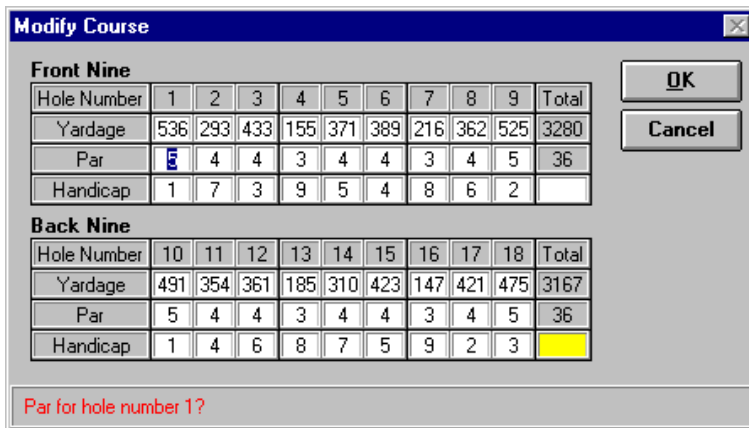 Modify Course
Front Nine
Hole Number 1 2 3 4 5 6 7 8 9 Total
Yardage 536 293 433 155 371 389 216 362 525 3280
Par 5 4 4 3 4 4 3 4 5 36
Handicap 1 7 3 9 5 4 8 6 2
Back Nine
Hole Number 10 11 12 13 14 15 16 17 18 Total
Yardage 491 354 361 185 310 423 147 421 475 3167
Par 5 4 4 3 4 4 3 4 5 36
Handicap 1 4 6 8 7 5 9 2 3
OK
Cancel
Par for hole number 1?